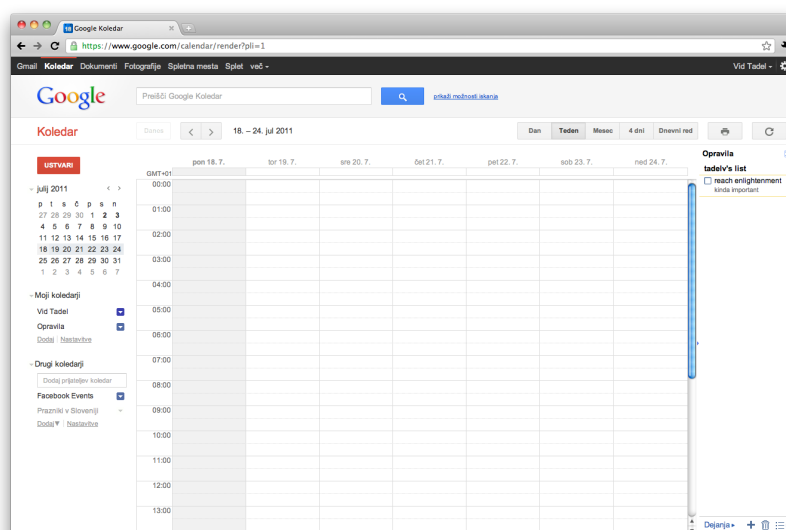 Google Koledar
https://www.google.com/calendar/render?pli=1
Gmail Koledar Dokumenti Fotografije Spletna mesta Splet več
Vid Tadel
Google
Preišči Google Koledar
prikaži možnosti iskanja
Koledar
Danes
18. – 24. jul 2011
Dan Teden Mesec 4 dni Dnevni red
USTVARI
julij 2011
p t s č p s n
27 28 29 30 1 2 3
4 5 6 7 8 9 10
11 12 13 14 15 16 17
18 19 20 21 22 23 24
25 26 27 28 29 30 31
1 2 3 4 5 6 7
Moji koledarji
Vid Tadel
Opravila
Dodaj Nastavitve
Drugi koledarji
Dodaj prijateljev koledar
Facebook Events
Prazniki v Sloveniji
Dodaj Nastavitve
pon 18. 7. tor 19. 7. sre 20. 7. čet 21. 7. pet 22. 7. sob 23. 7. ned 24. 7.
GMT+01
00:00
01:00
02:00
03:00
04:00
05:00
06:00
07:00
08:00
09:00
10:00
11:00
12:00
13:00
Opravila
tadelv's list
reach enlightenment
kinda important
Dejanja